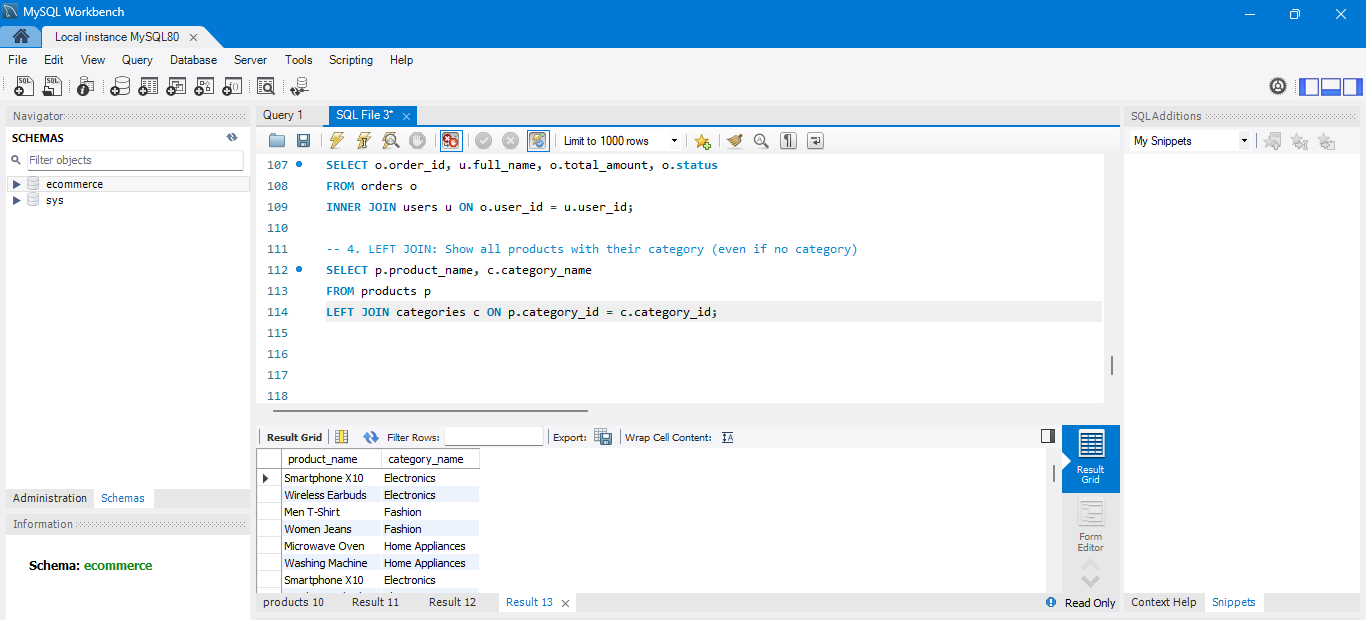 MySQL Workbench
Local instance MySQL80
File Edit View Query Database Server Tools Scripting Help
Navigator
SCHEMAS
Filter objects
ecommerce
sys
Administration Schemas
Information
Schema: ecommerce
Query 1 SQL File 3*
Limit to 1000 rows
107 SELECT o.order_id, u.full_name, o.total_amount, o.status
108 FROM orders o
109 INNER JOIN users u ON o.user_id = u.user_id;
110
111 -- 4. LEFT JOIN: Show all products with their category (even if no category)
112 SELECT p.product_name, c.category_name
113 FROM products p
114 LEFT JOIN categories c ON p.category_id = c.category_id;
115
116
117
118
Result Grid Filter Rows: Export: Wrap Cell Content:
product_name category_name
Smartphone X10 Electronics
Wireless Earbuds Electronics
Men T-Shirt Fashion
Women Jeans Fashion
Microwave Oven Home Appliances
Washing Machine Home Appliances
Smartphone X10 Electronics
Result
Grid
Form
Editor
products 10 Result 11 Result 12 Result 13
Read Only
SQLAdditions
My Snippets
Context Help Snippets